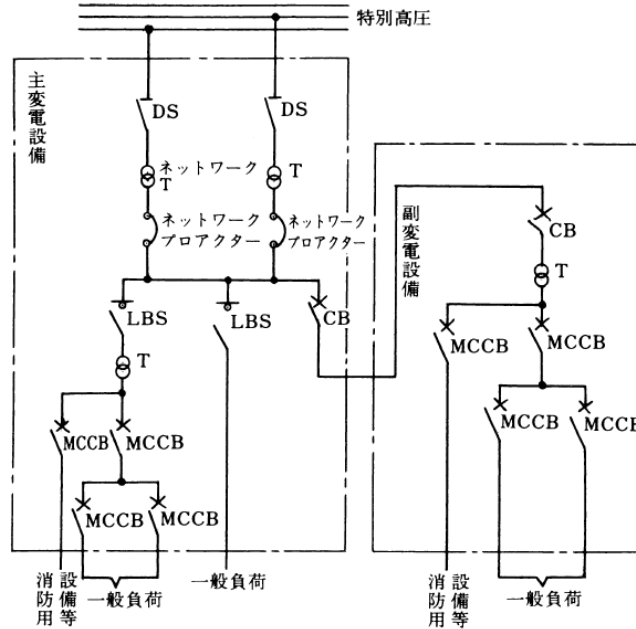 特別高圧
主変電設備
DS
DS
ネットワーク
T
T
ネットワーク
プロアクター
ネットワーク
プロアクター
副変電設備
CB
T
LBS
LBS
CB
MCCB
MCCB
T
MCCB
MCCB
MCCB
MCCB
MCCB
MCCB
消防用
設備等
一般負荷
一般負荷
消防用
設備等
一般負荷